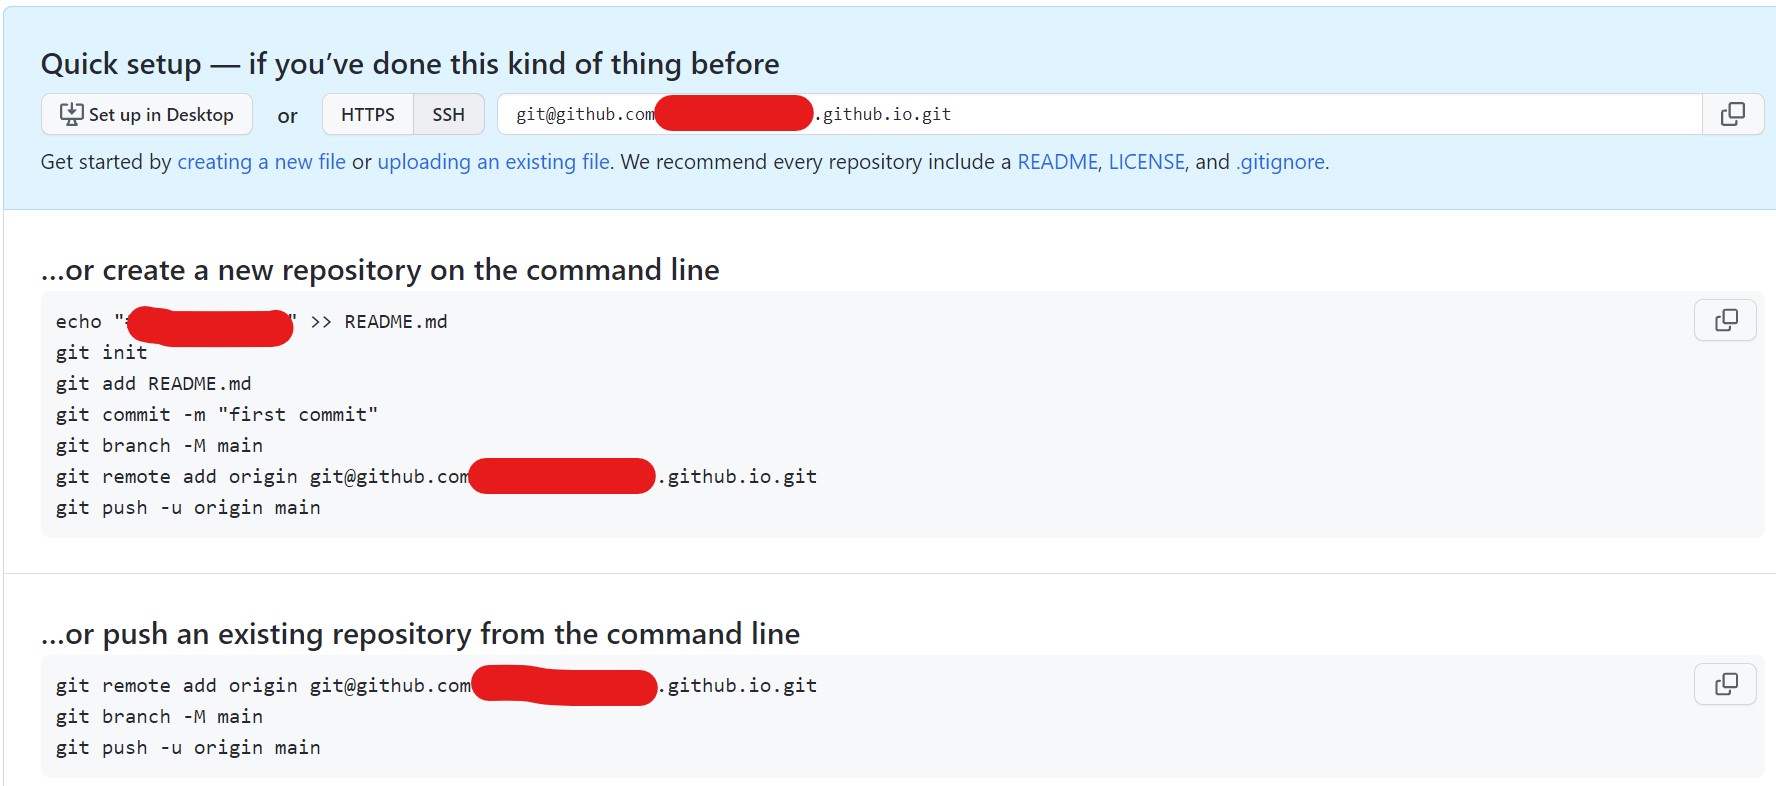 Quick setup — if you’ve done this kind of thing before
Set up in Desktop or HTTPS SSH git@github.com .github.io.git
Get started by creating a new file or uploading an existing file. We recommend every repository include a README, LICENSE, and .gitignore.
…or create a new repository on the command line
echo " " >> README.md
git init
git add README.md
git commit -m "first commit"
git branch -M main
git remote add origin git@github.com .github.io.git
git push -u origin main
…or push an existing repository from the command line
git remote add origin git@github.com .github.io.git
git branch -M main
git push -u origin main